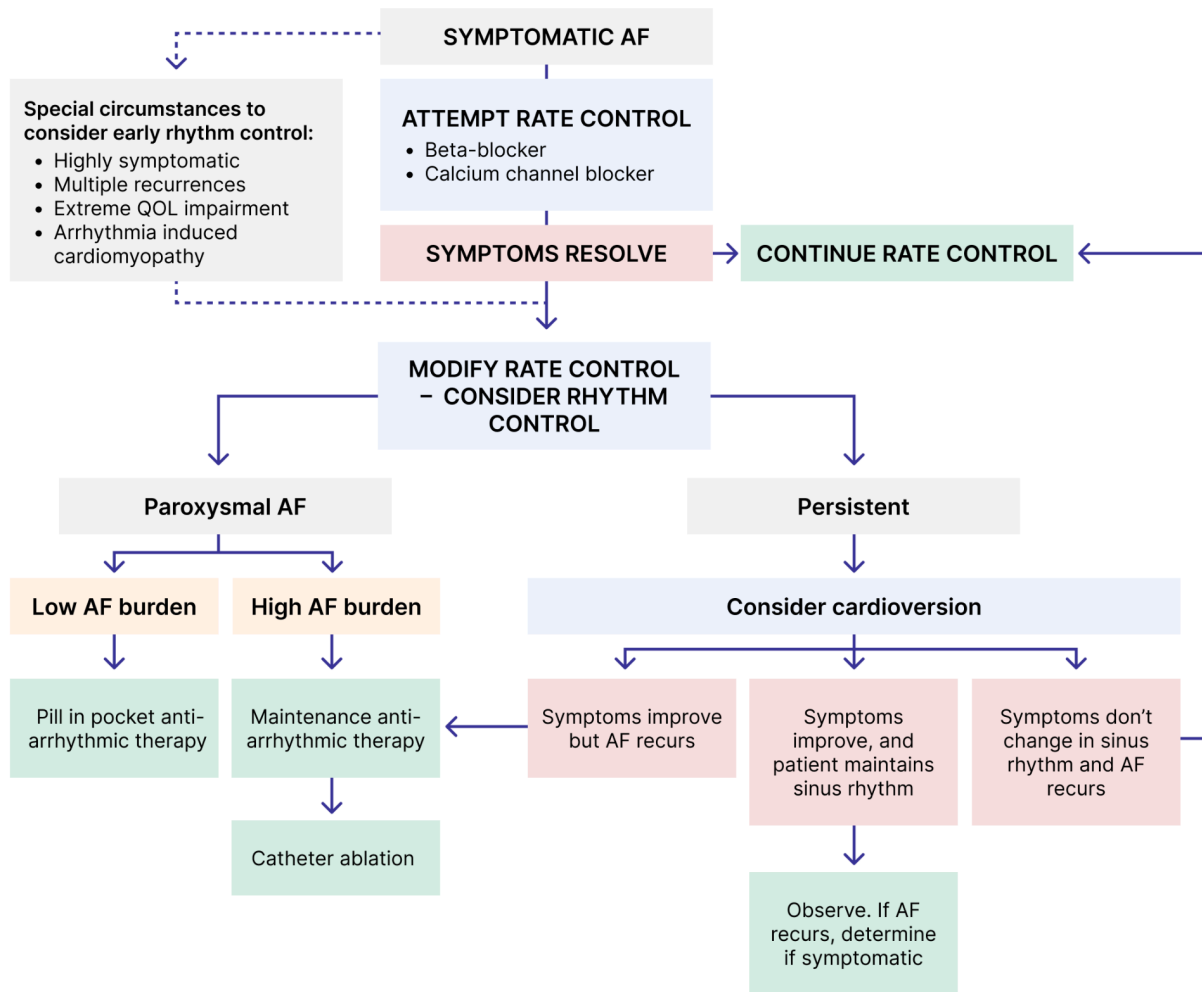 SYMPTOMATIC AF
Special circumstances to
consider early rhythm control:
• Highly symptomatic
• Multiple recurrences
• Extreme QOL impairment
• Arrhythmia induced
cardiomyopathy
ATTEMPT RATE CONTROL
• Beta-blocker
• Calcium channel blocker
SYMPTOMS RESOLVE
CONTINUE RATE CONTROL
MODIFY RATE CONTROL
– CONSIDER RHYTHM
CONTROL
Paroxysmal AF
Persistent
Low AF burden
High AF burden
Consider cardioversion
Pill in pocket anti-
arrhythmic therapy
Maintenance anti-
arrhythmic therapy
Symptoms improve
but AF recurs
Symptoms
improve, and
patient maintains
sinus rhythm
Symptoms don’t
change in sinus
rhythm and AF
recurs
Catheter ablation
Observe. If AF
recurs, determine
if symptomatic